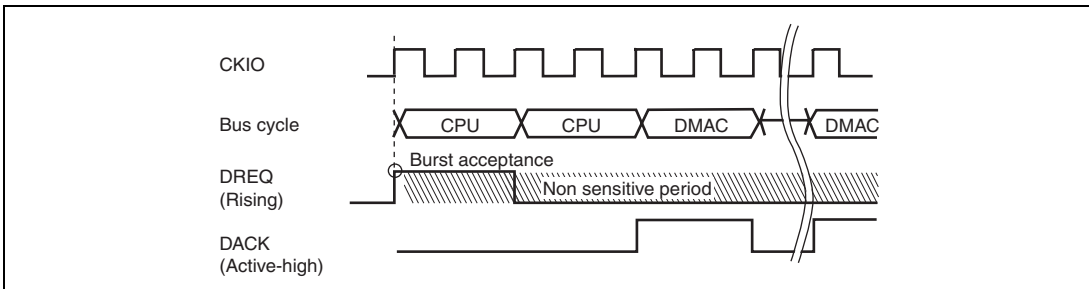 CKIO
Bus cycle
CPU
CPU
DMAC
DMAC
DREQ
(Rising)
Burst acceptance
Non sensitive period
DACK
(Active-high)